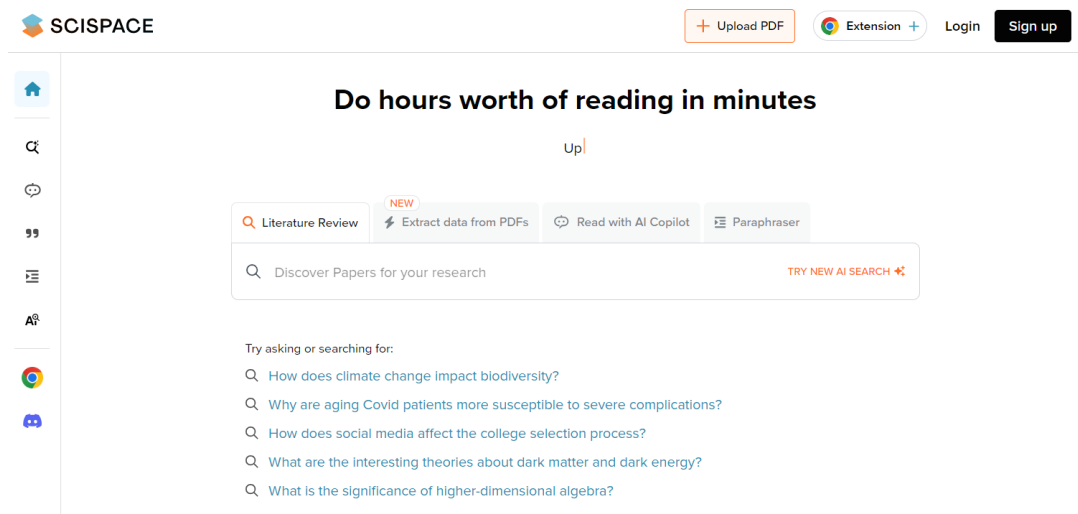 SCISPACE
Upload PDF
Extension
Login
Sign up
Do hours worth of reading in minutes
Up
Literature Review
NEW
Extract data from PDFs
Read with AI Copilot
Paraphraser
Discover Papers for your research
TRY NEW AI SEARCH
Try asking or searching for:
How does climate change impact biodiversity?
Why are aging Covid patients more susceptible to severe complications?
How does social media affect the college selection process?
What are the interesting theories about dark matter and dark energy?
What is the significance of higher-dimensional algebra?
Ai